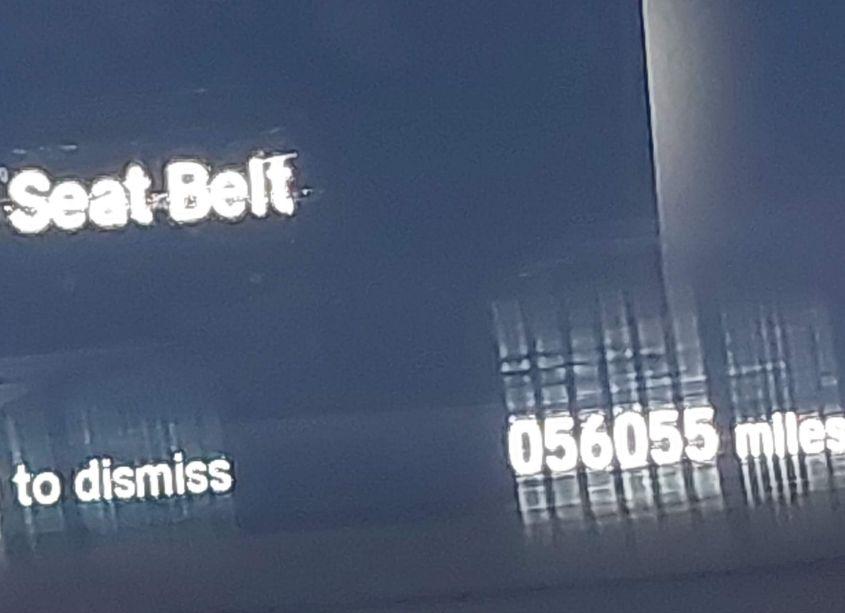 Seat Belt
to dismiss 056055 miles